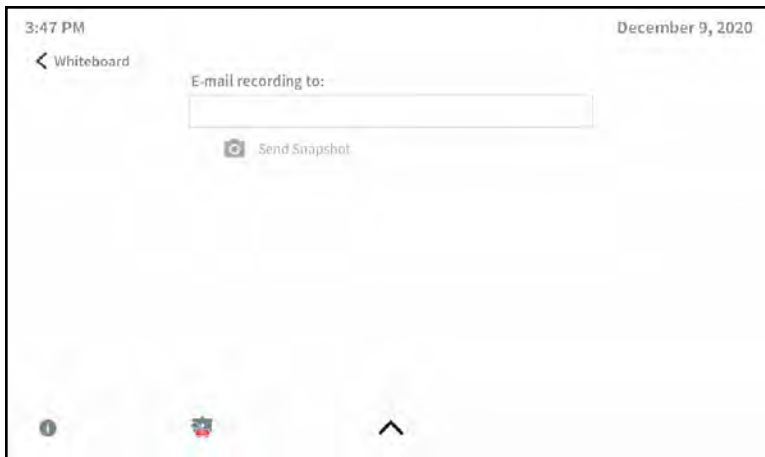 3:47 PM
December 9, 2020
Whiteboard
E-mail recording to:
Send Snapshot